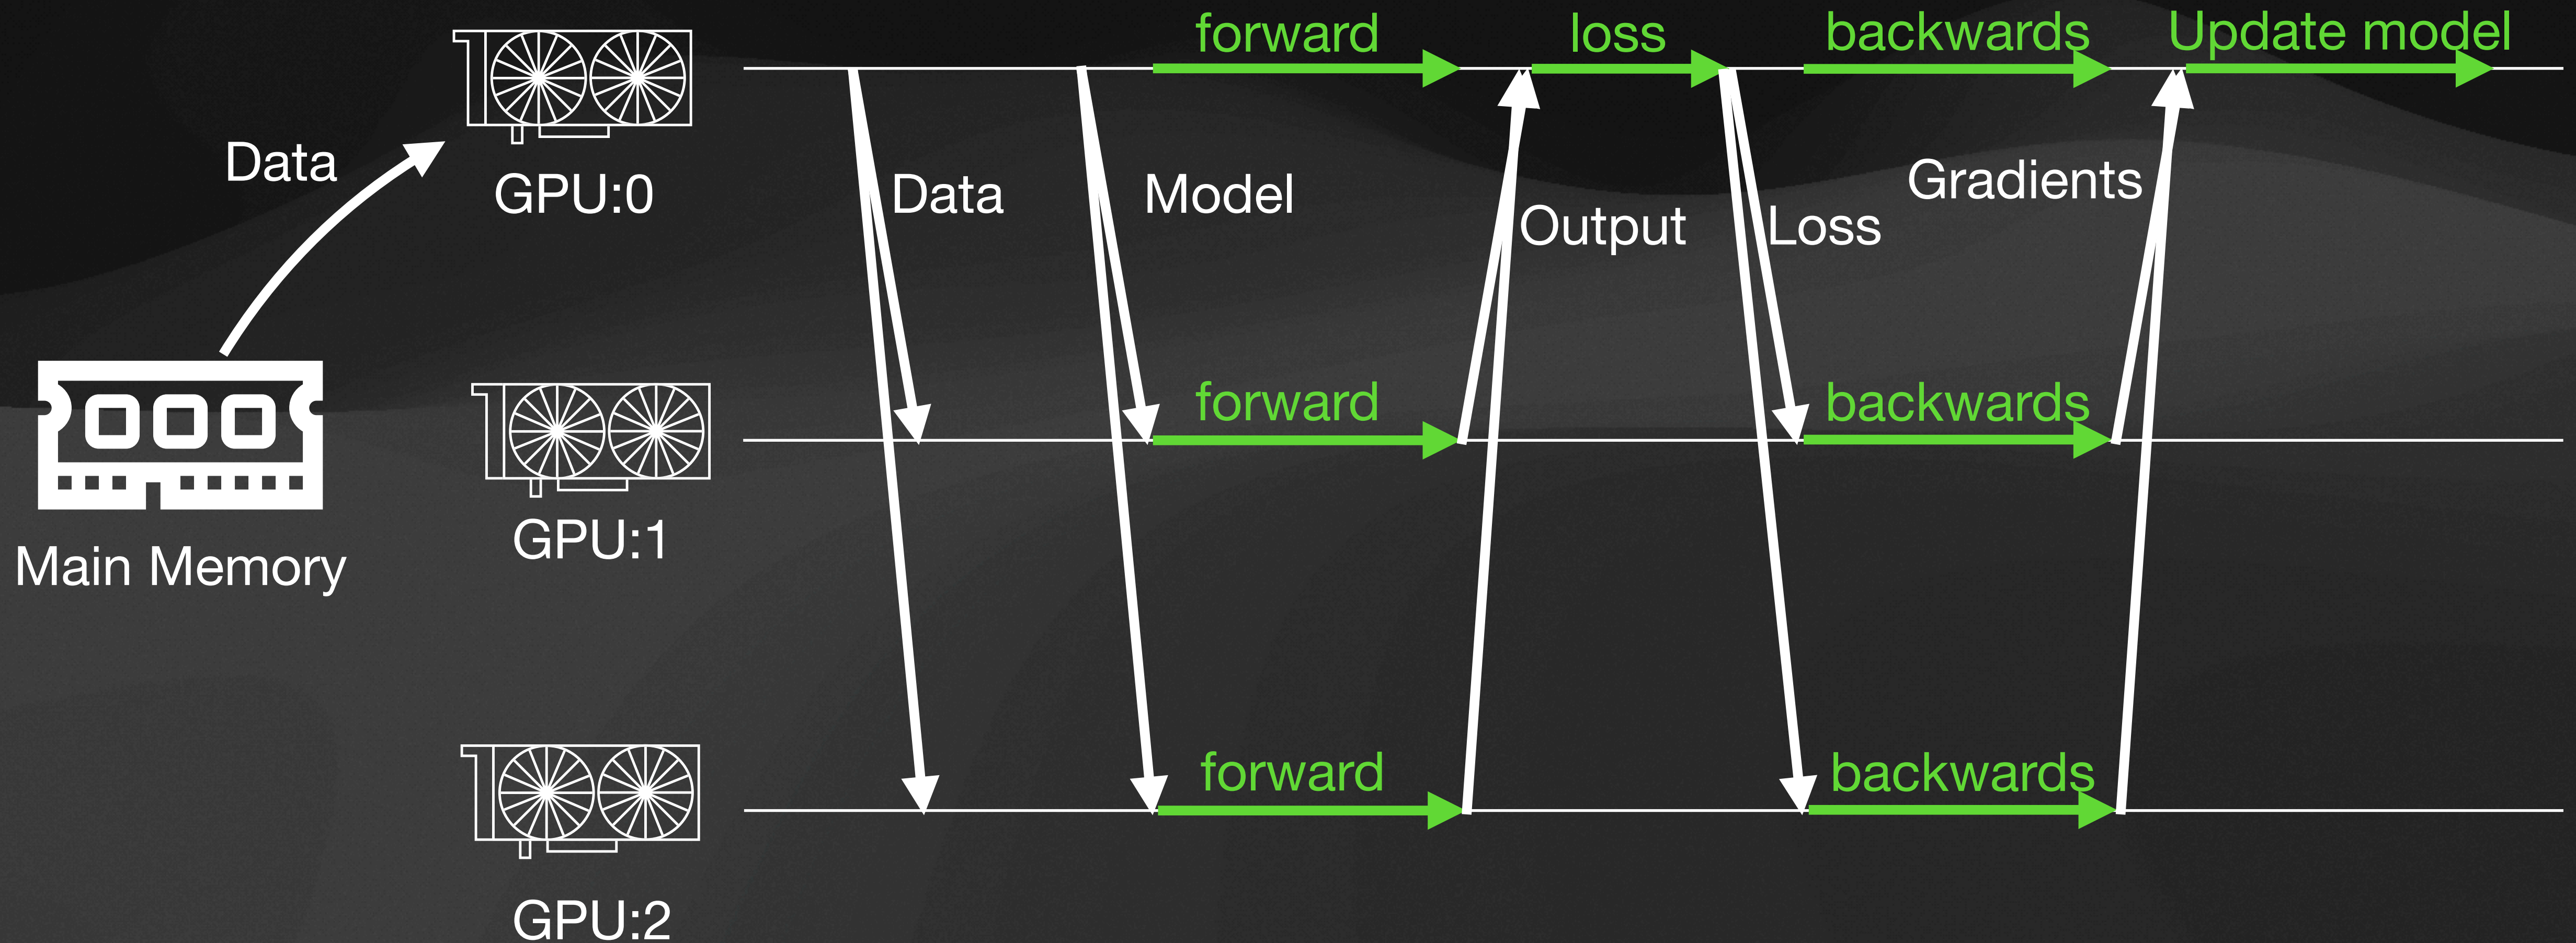 forward
loss
backwards
Update model
Data
GPU:0
Data
Model
Output
Loss
Gradients
forward
backwards
GPU:1
Main Memory
forward
backwards
GPU:2